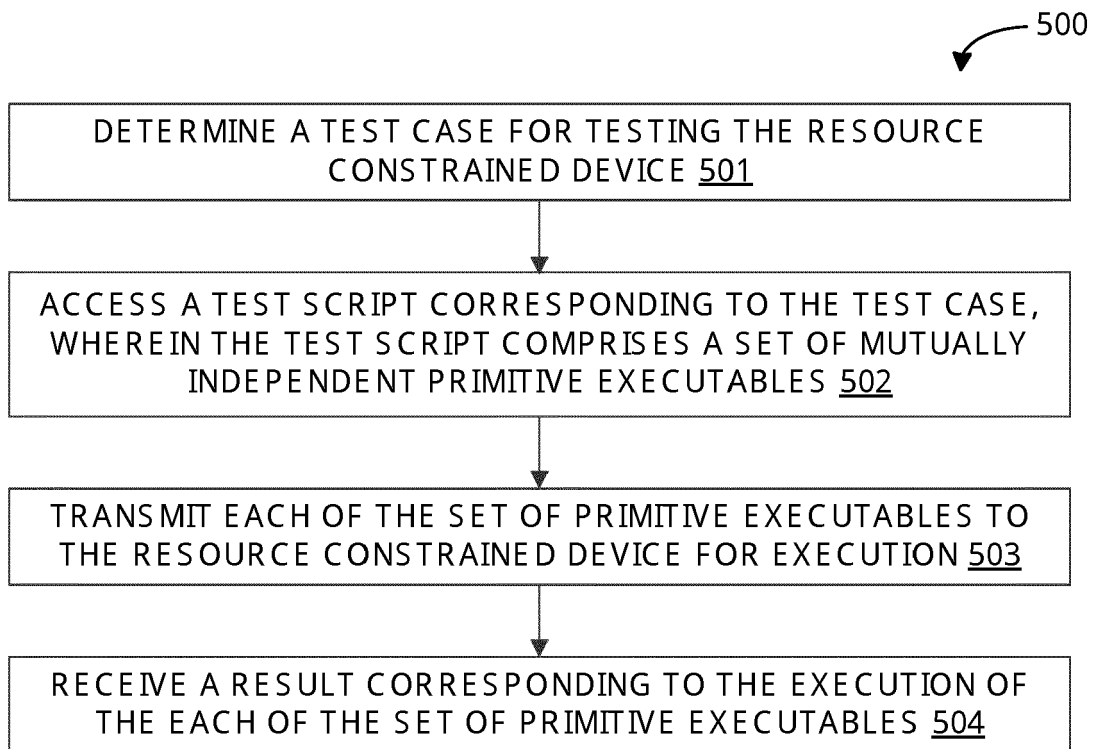 500
DETERMINE A TEST CASE FOR TESTING THE RESOURCE
CONSTRAINED DEVICE 501
ACCESS A TEST SCRIPT CORRESPONDING TO THE TEST CASE,
WHEREIN THE TEST SCRIPT COMPRISES A SET OF MUTUALLY
INDEPENDENT PRIMITIVE EXECUTABLES 502
TRANSMIT EACH OF THE SET OF PRIMITIVE EXECUTABLES TO
THE RESOURCE CONSTRAINED DEVICE FOR EXECUTION 503
RECEIVE A RESULT CORRESPONDING TO THE EXECUTION OF
THE EACH OF THE SET OF PRIMITIVE EXECUTABLES 504